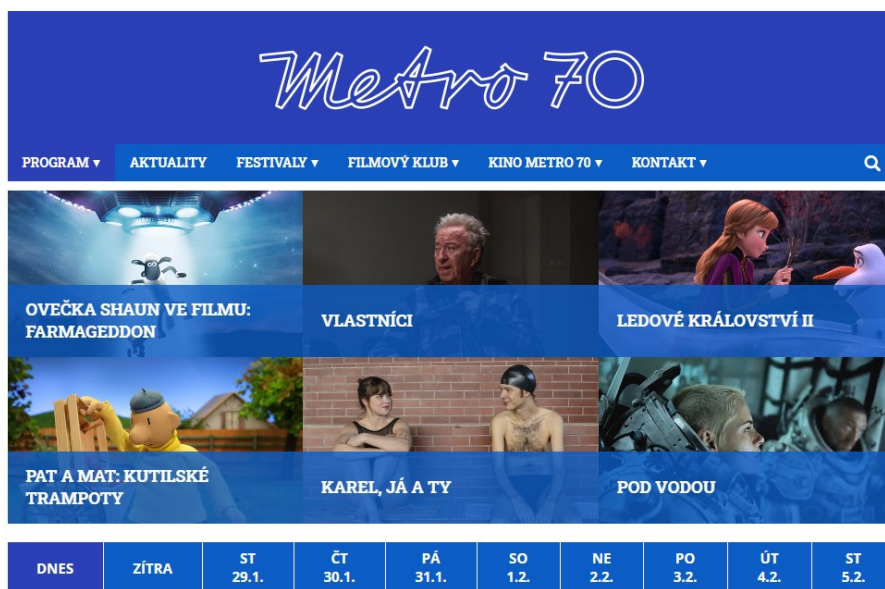 Metro 70
PROGRAM ▾ AKTUALITY FESTIVALY ▾ FILMOVÝ KLUB ▾ KINO METRO 70 ▾ KONTAKT ▾
OVEČKA SHAUN VE FILMU:
FARMAGEDDON
VLASTNÍCI
LEDOVÉ KRÁLOVSTVÍ II
PAT A MAT: KUTILSKÉ
TRAMPOTY
KAREL, JÁ A TY
POD VODOU
DNES
ZÍTRA
ST
29.1.
ČT
30.1.
PÁ
31.1.
SO
1.2.
NE
2.2.
PO
3.2.
ÚT
4.2.
ST
5.2.